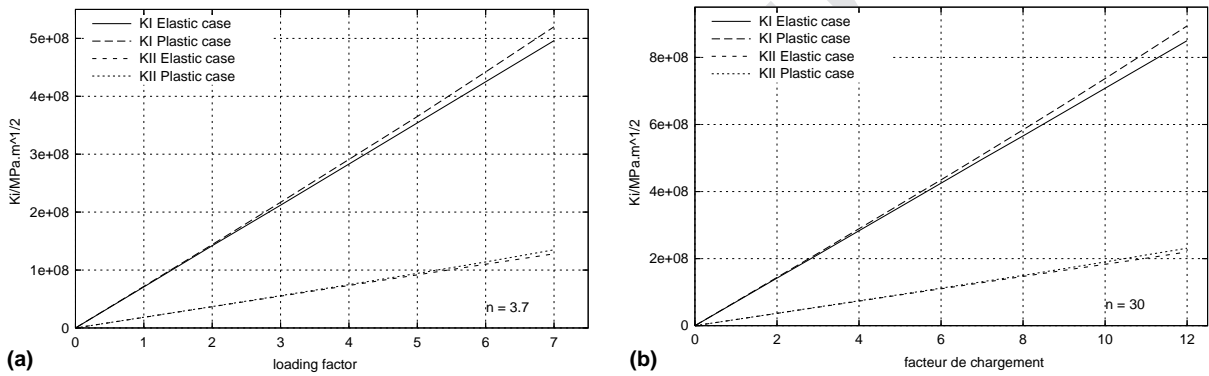 KI Elastic case
KI Plastic case
KII Elastic case
KII Plastic case
5e+08
4e+08
3e+08
2e+08
1e+08
0
Ki/MPa.m^1/2
n = 3.7
0 1 2 3 4 5 6 7
loading factor
(a)
KI Elastic case
KI Plastic case
KII Elastic case
KII Plastic case
8e+08
6e+08
4e+08
2e+08
0
Ki/MPa.m^1/2
n = 30
0 2 4 6 8 10 12
facteur de chargement
(b)